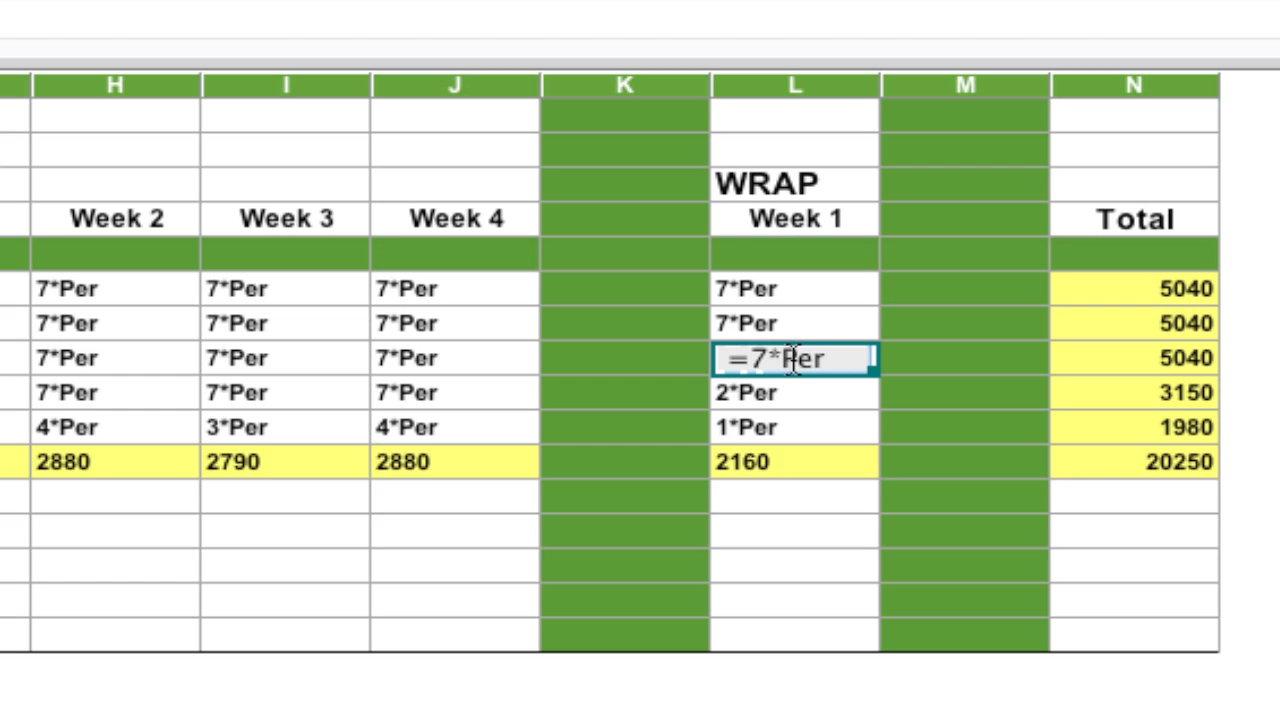 H I J K L M N
WRAP
Week 2 Week 3 Week 4 Week 1 Total
7*Per 7*Per 7*Per 7*Per 5040
7*Per 7*Per 7*Per 7*Per 5040
7*Per 7*Per 7*Per =7*Per 5040
7*Per 7*Per 7*Per 2*Per 3150
4*Per 3*Per 4*Per 1*Per 1980
2880 2790 2880 2160 20250